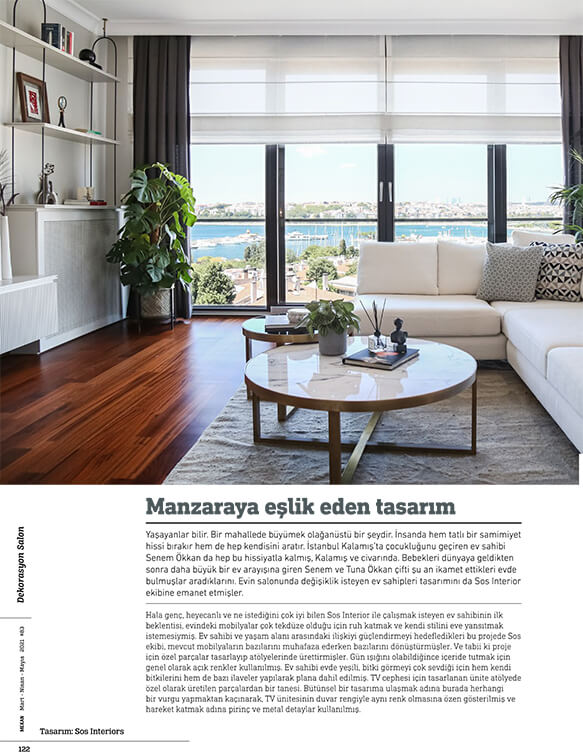 Manzaraya eşlik eden tasarım
Yaşayanlar bilir. Bir mahallede büyümek olağanüstü bir şeydir. İnsanda hem tatlı bir samimiyet
hissi bırakır hem de hep kendisini aratır. İstanbul Kalamış'ta çocukluğunu geçiren ev sahibi
Senem Ökkan da hep bu hissiyatla kalmış, Kalamış ve civarında. Bebekleri dünyaya geldikten
sonra daha büyük bir ev arayışına giren Senem ve Tuna Ökkan çifti şu an ikamet ettikleri evde
bulmuşlar aradıklarını. Evin salonunda değişiklik isteyen ev sahipleri tasarımını da Sos Interior
ekibine emanet etmişler.
Hala genç, heyecanlı ve ne istediğini çok iyi bilen Sos Interior ile çalışmak isteyen ev sahibinin ilk
beklentisi, evindeki mobilyalar çok tekdüze olduğu için ruh katmak ve kendi stilini eve yansıtmak
istemesiymiş. Ev sahibi ve yaşam alanı arasındaki ilişkiyi güçlendirmeyi hedefledikleri bu projede Sos
ekibi, mevcut mobilyaların bazılarını muhafaza ederken bazılarını dönüştürmüşler. Ve tabii ki proje
için özel parçalar tasarlayıp atölyelerinde ürettirmişler. Gün ışığını olabildiğince içeride tutmak için
genel olarak açık renkler kullanılmış. Ev sahibi evde yeşili, bitki görmeyi çok sevdiği için hem kendi
bitkilerini hem de bazı ilaveler yapılarak plana dahil edilmiş. TV cephesi için tasarlanan ünite atölyede
özel olarak üretilen parçalardan bir tanesi. Bütünsel bir tasarıma ulaşmak adına burada herhangi
bir vurgu yapmaktan kaçınarak, TV ünitesinin duvar rengiyle aynı renk olmasına özen gösterilmiş ve
hareket katmak adına pirinç ve metal detaylar kullanılmış.
Dekorasyon Salon
MEKAN Mart - Nisan - Mayıs 2021 #83
Tasarım: Sos Interiors
122